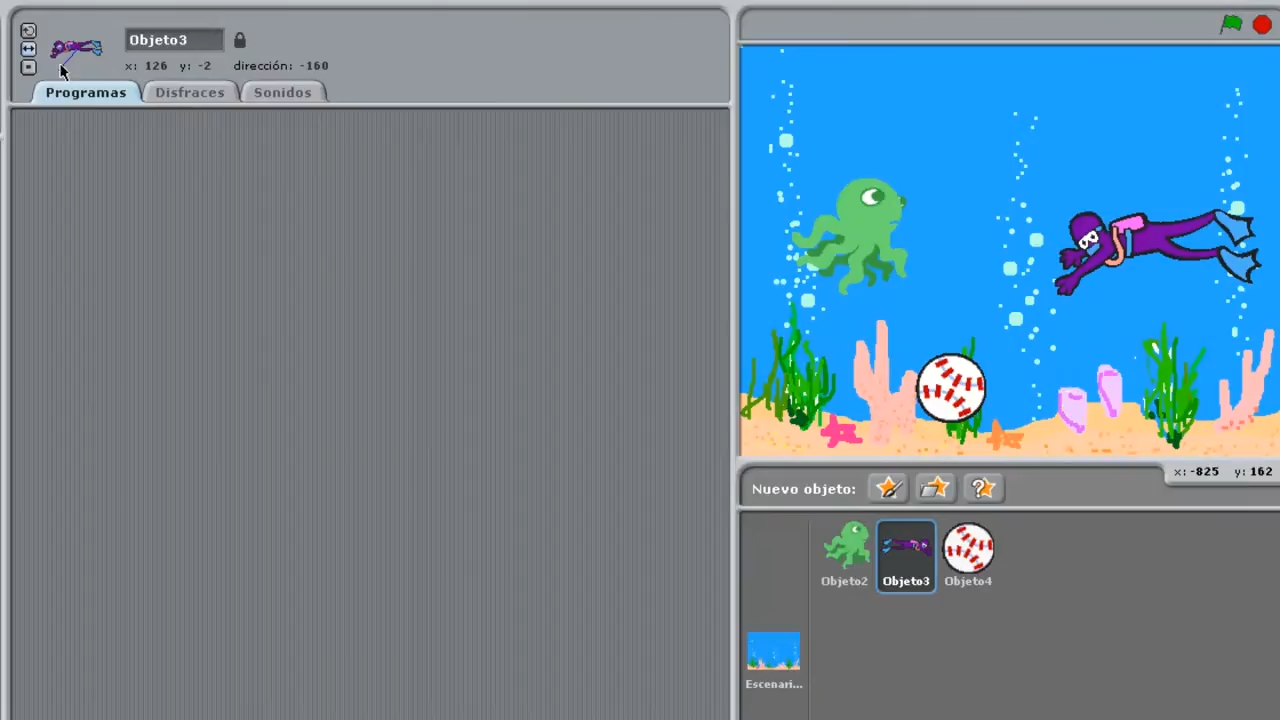 Objeto3
x: 126 y: -2 dirección: -160
Programas Disfraces Sonidos
x: -825 y: 162
Nuevo objeto:
Objeto2 Objeto3 Objeto4
Escenari...